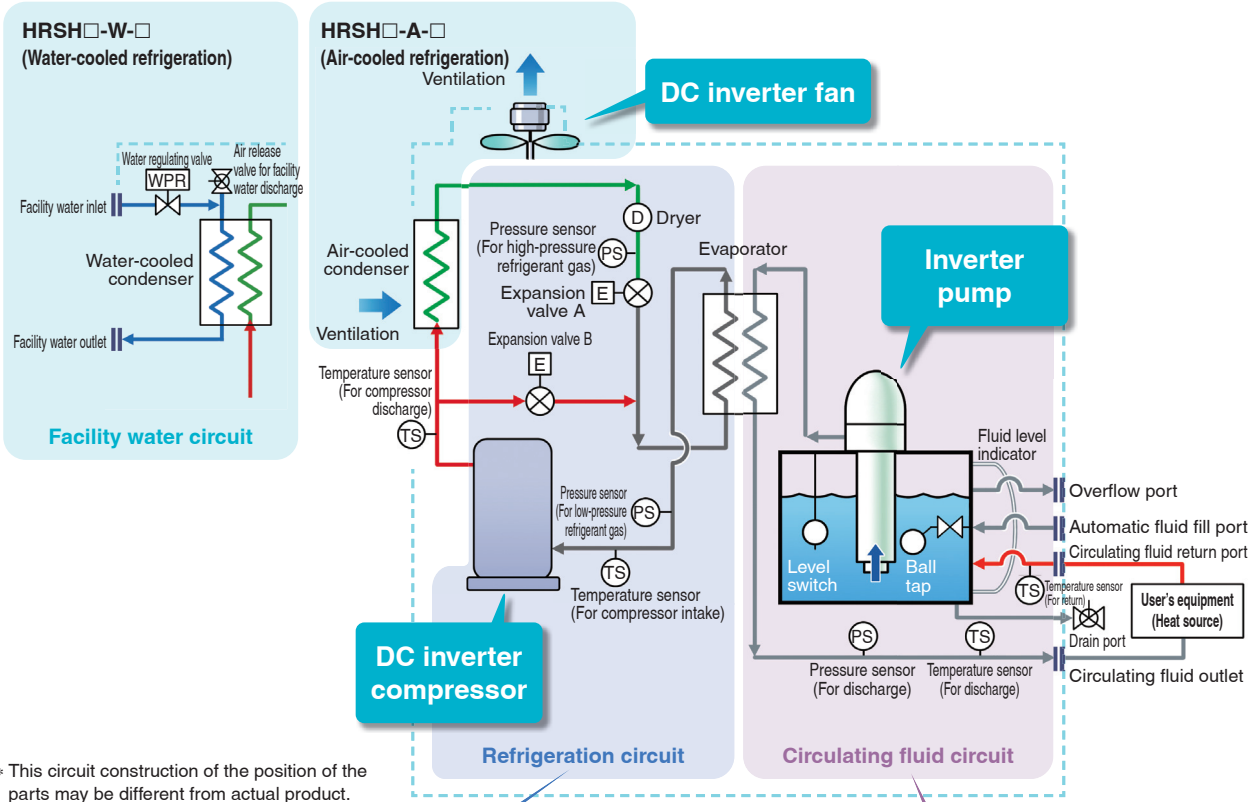 HRSH□-W-□
(Water-cooled refrigeration)
Water regulating valve
WPR
Air release
valve for facility
water discharge
Facility water inlet
Water-cooled
condenser
Facility water outlet
Facility water circuit
HRSH□-A-□
(Air-cooled refrigeration)
Ventilation
DC inverter fan
Air-cooled
condenser
Ventilation
D
Dryer
Pressure sensor
(For high-pressure
refrigerant gas)
PS
Expansion
valve A
E
Expansion valve B
E
Temperature sensor
(For compressor
discharge)
TS
Evaporator
Pressure sensor
(For low-pressure
refrigerant gas)
PS
TS
Temperature sensor
(For compressor intake)
DC inverter
compressor
Refrigeration circuit
Inverter
pump
Fluid level
indicator
Level
switch
Ball
tap
Overflow port
Automatic fluid fill port
Circulating fluid return port
TS
Temperature sensor
(For return)
User's equipment
(Heat source)
Drain port
PS
Pressure sensor
(For discharge)
TS
Temperature sensor
(For discharge)
Circulating fluid outlet
Circulating fluid circuit
* This circuit construction of the position of the
parts may be different from actual product.